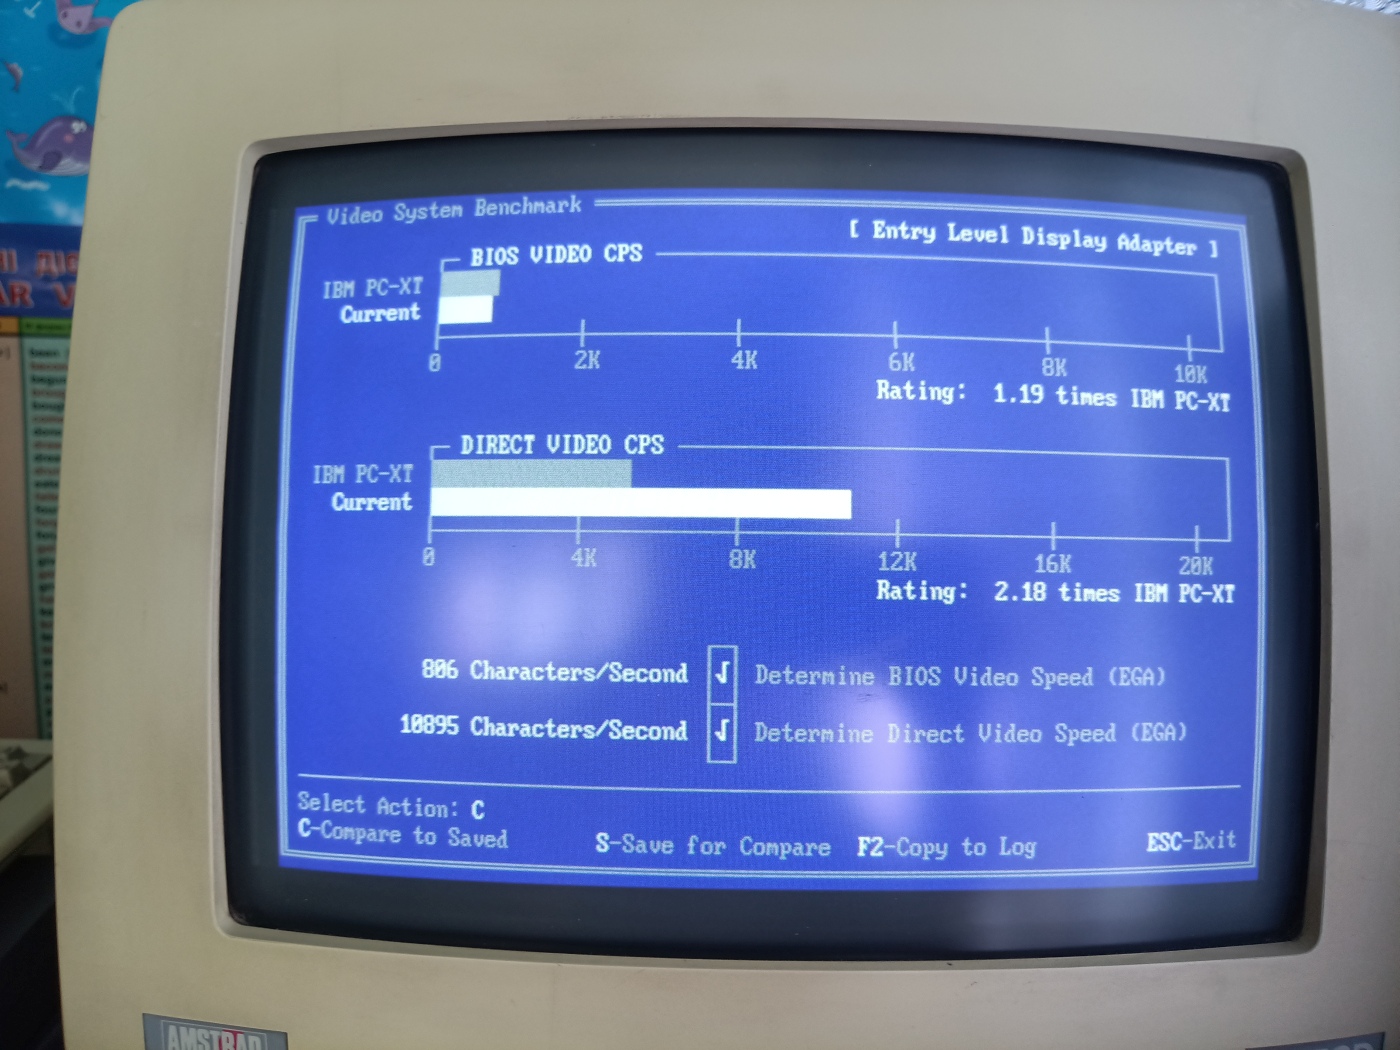 Video System Benchmark
[ Entry Level Display Adapter ]
BIOS VIDEO CPS
IBM PC-XT
Current
0 2K 4K 6K 8K 10K
Rating: 1.19 times IBM PC-XT
DIRECT VIDEO CPS
IBM PC-XT
Current
0 4K 8K 12K 16K 20K
Rating: 2.18 times IBM PC-XT
806 Characters/Second √ Determine BIOS Video Speed (EGA)
10895 Characters/Second √ Determine Direct Video Speed (EGA)
Select Action: C
C-Compare to Saved S-Save for Compare F2-Copy to Log ESC-Exit
AMSTRAD